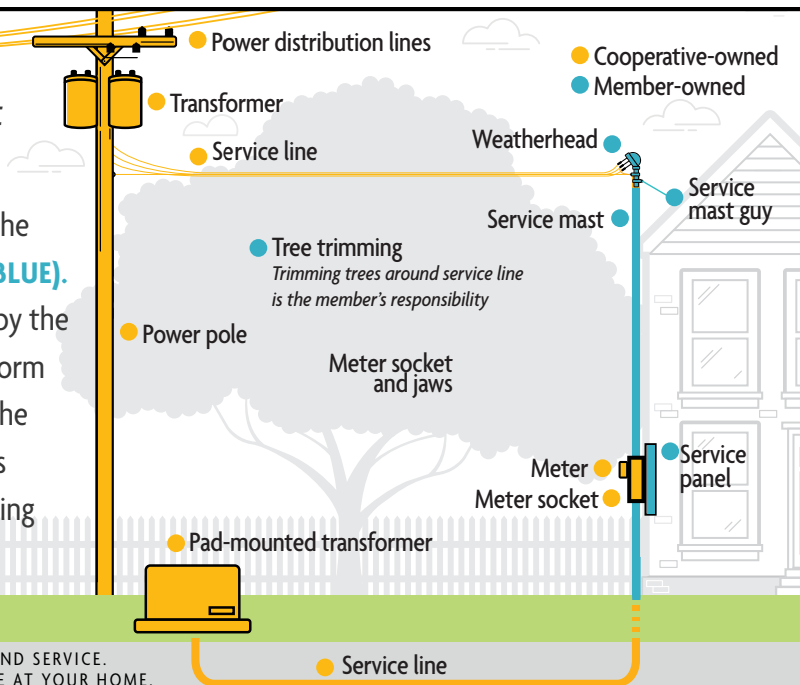 Power distribution lines
Cooperative-owned
Member-owned
Transformer
Service line
Weatherhead
Service
mast guy
Service mast
he
BLUE).
by the
orm
he
s
ing
Tree trimming
Trimming trees around service line
is the member's responsibility
Power pole
Meter socket
and jaws
Service
panel
Meter
Meter socket
Pad-mounted transformer
Service line
ND SERVICE.
E AT YOUR HOME.